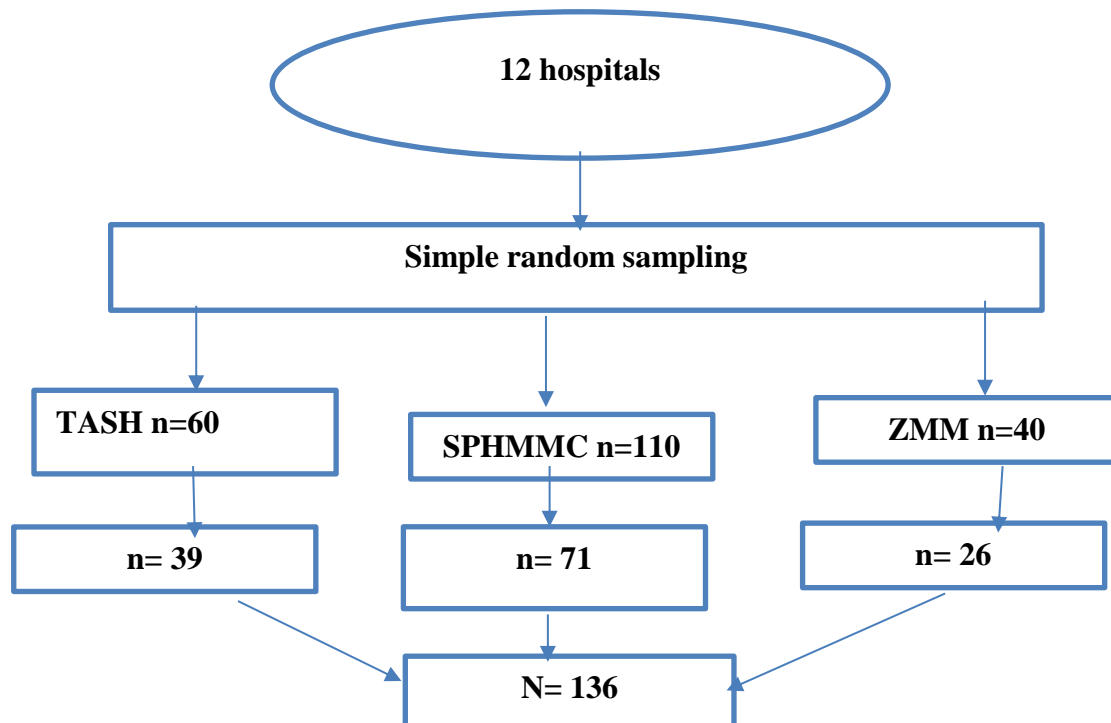 12 hospitals
Simple random sampling
TASH n=60
SPHMMC n=110
ZMM n=40
n= 39
n= 71
n= 26
N= 136